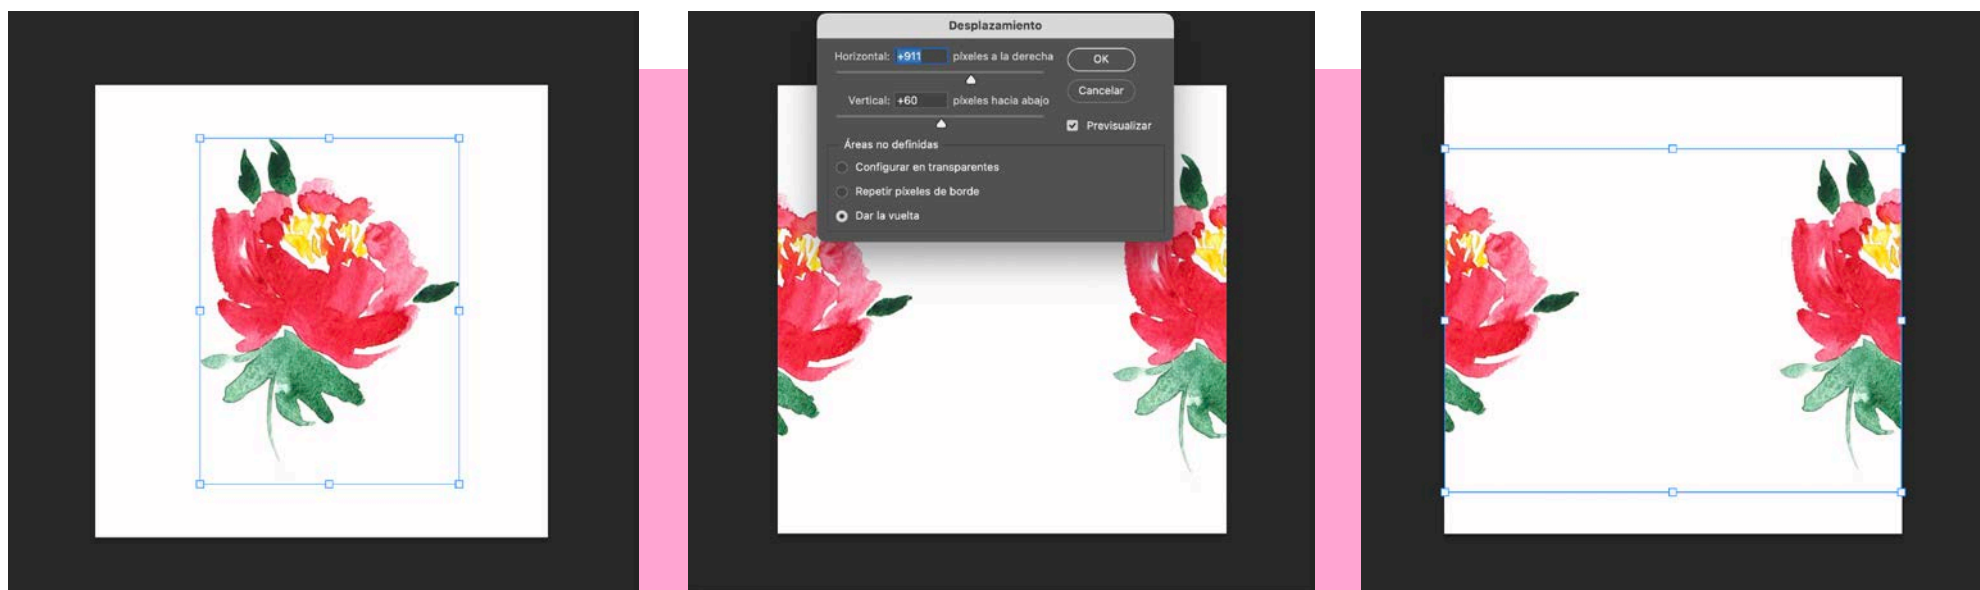 Desplazamiento
Horizontal: +911 píxeles a la derecha
OK
Vertical: +60 píxeles hacia abajo
Cancelar
Previsualizar
Áreas no definidas
Configurar en transparentes
Repetir píxeles de borde
Dar la vuelta